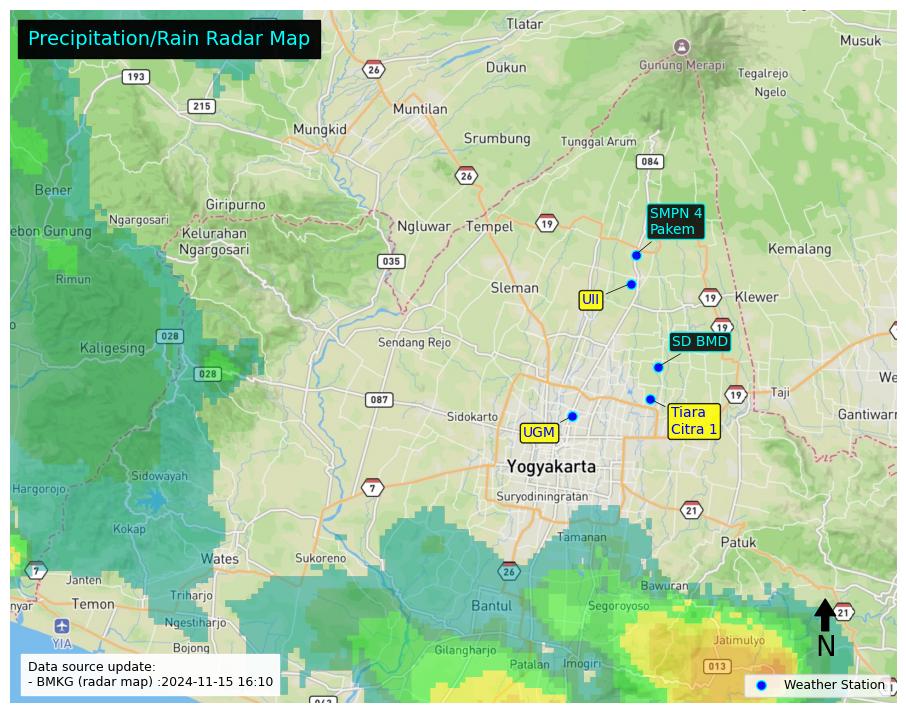 Precipitation/Rain Radar Map
Tlatar
Musuk
193
26
Dukun
Gunung Merapi
Tegalrejo
Ngelo
215
Muntilan
Mungkid
Srumbung
Tunggal Arum
084
26
Bener
Giripurno
Ngargosari
SMPN 4
Pakem
ebon Gunung
Kelurahan
Ngargosari
Ngluwar
Tempel
19
Kemalang
035
Rimun
Sleman
UII
19
Klewer
19
028
Sendang Rejo
SD BMD
Kaligesing
028
087
19
Taji
We
Sidokarto
Tiara
Citra 1
Gantiwarn
UGM
Yogyakarta
Sidowayah
Hargorojo
7
Suryodiningratan
21
Kokap
Tamanan
Patuk
Wates
Sukoreno
26
7
Janten
Bawuran
nyar
Temon
Triharjo
Bantul
Segoroyoso
21
Ngestiharjo
YIA
N
Bojong
Gilangharjo
Jatimulyo
Patalan
Imogiri
013
Data source update:
- BMKG (radar map) :2024-11-15 16:10
Weather Station